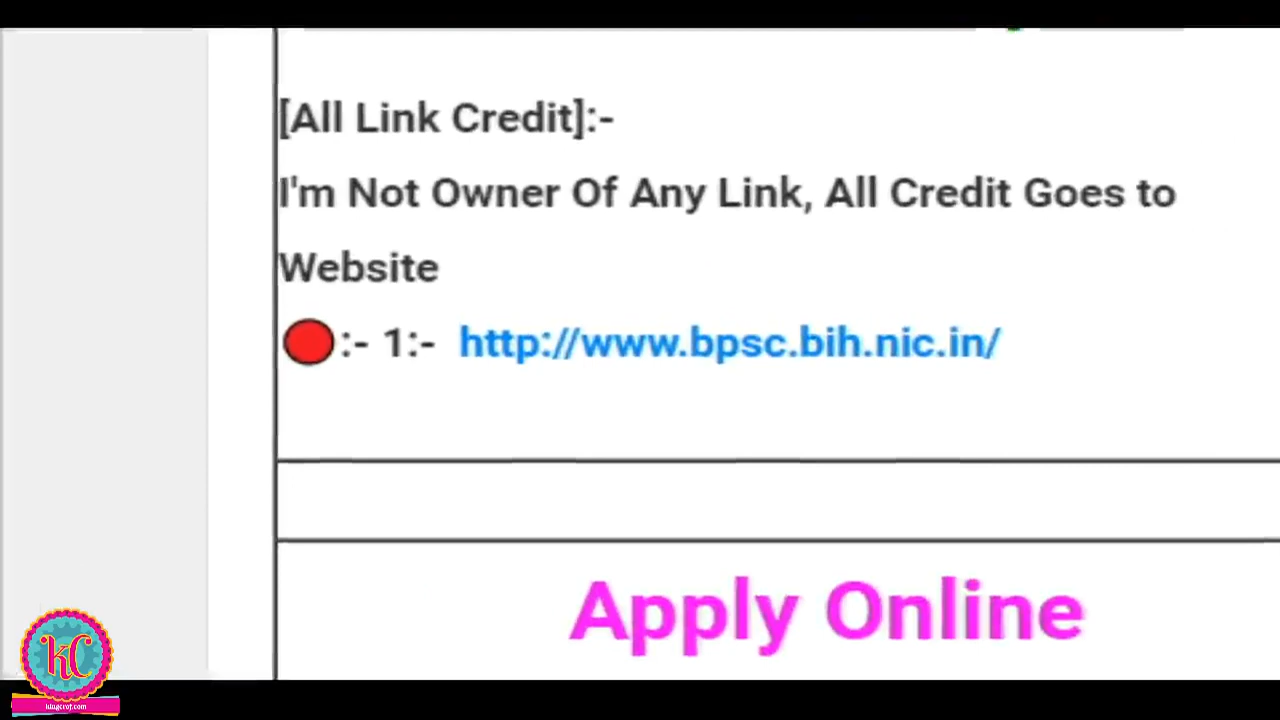 [All Link Credit]:-
I'm Not Owner Of Any Link, All Credit Goes to
Website
:- 1:- http://www.bpsc.bih.nic.in/
Apply Online
KC